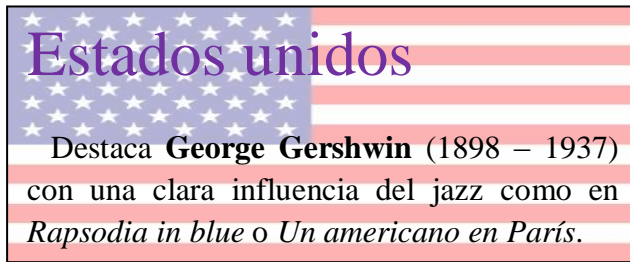 Estados unidos
Destaca George Gershwin (1898 – 1937)
con una clara influencia del jazz como en
Rapsodia in blue o Un americano en París.